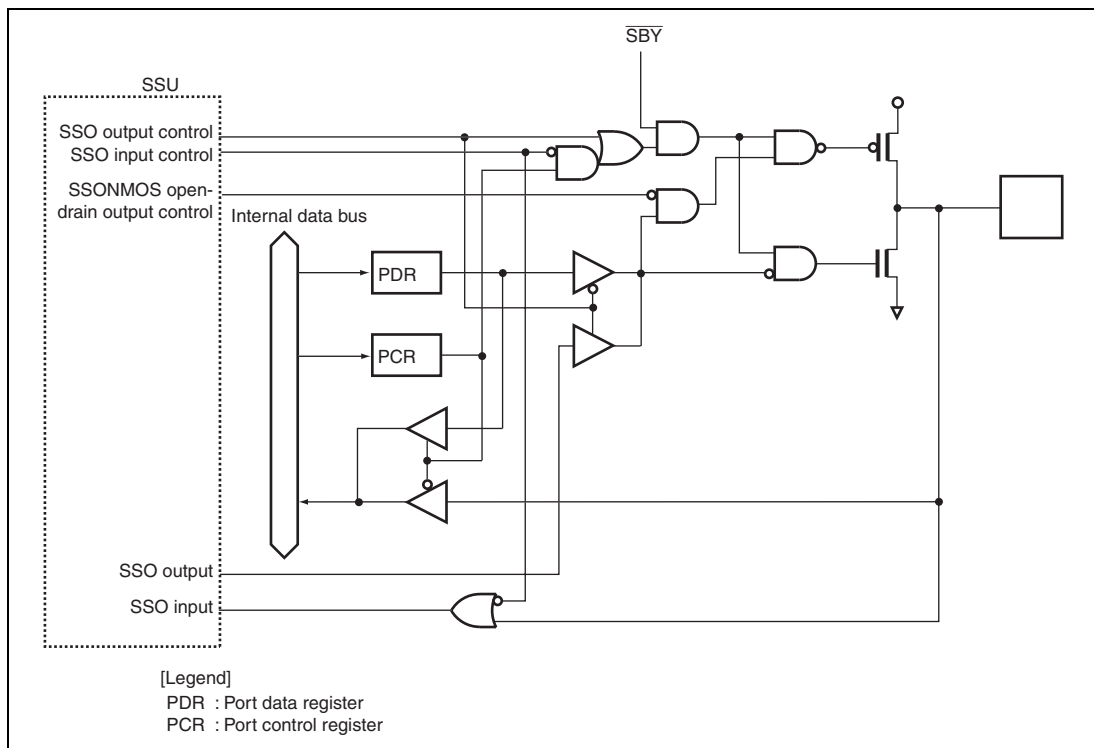 SBY
SSU
SSO output control
SSO input control
SSONMOS open-
drain output control
Internal data bus
PDR
PCR
SSO output
SSO input
[Legend]
PDR : Port data register
PCR : Port control register